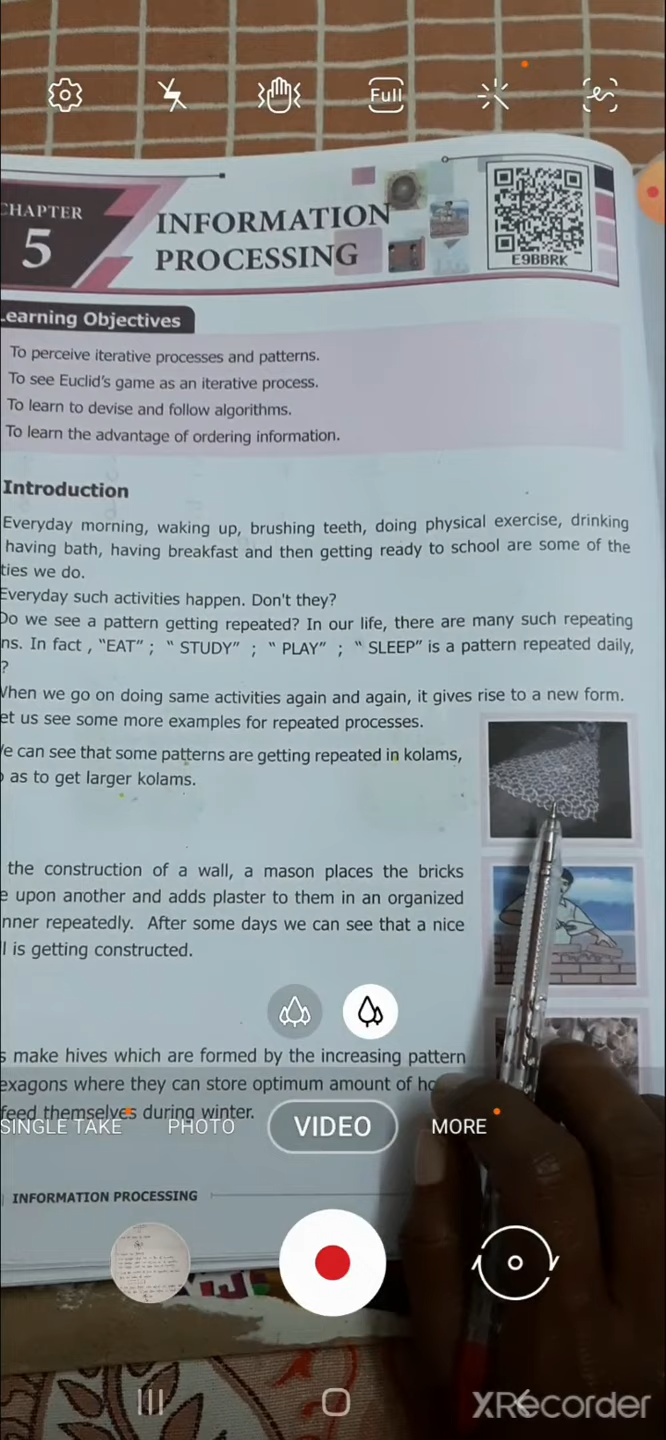 Full
CHAPTER
5
INFORMATION
PROCESSING
E9BBRK
earning Objectives
To perceive iterative processes and patterns.
To see Euclid's game as an iterative process.
To learn to devise and follow algorithms.
To learn the advantage of ordering information.
Introduction
Everyday morning, waking up, brushing teeth, doing physical exercise, drinking
having bath, having breakfast and then getting ready to school are some of the
ties we do.
Everyday such activities happen. Don't they?
Do we see a pattern getting repeated? In our life, there are many such repeating
ns. In fact , "EAT" ; " STUDY" ; " PLAY" ; " SLEEP" is a pattern repeated daily,
?
When we go on doing same activities again and again, it gives rise to a new form.
et us see some more examples for repeated processes.
e can see that some patterns are getting repeated in kolams,
as to get larger kolams.
the construction of a wall, a mason places the bricks
e upon another and adds plaster to them in an organized
nner repeatedly. After some days we can see that a nice
l is getting constructed.
s make hives which are formed by the increasing pattern
exagons where they can store optimum amount of
feed themselves during winter.
SINGLE TAKE PHOTO VIDEO MORE
INFORMATION PROCESSING
XRecorder